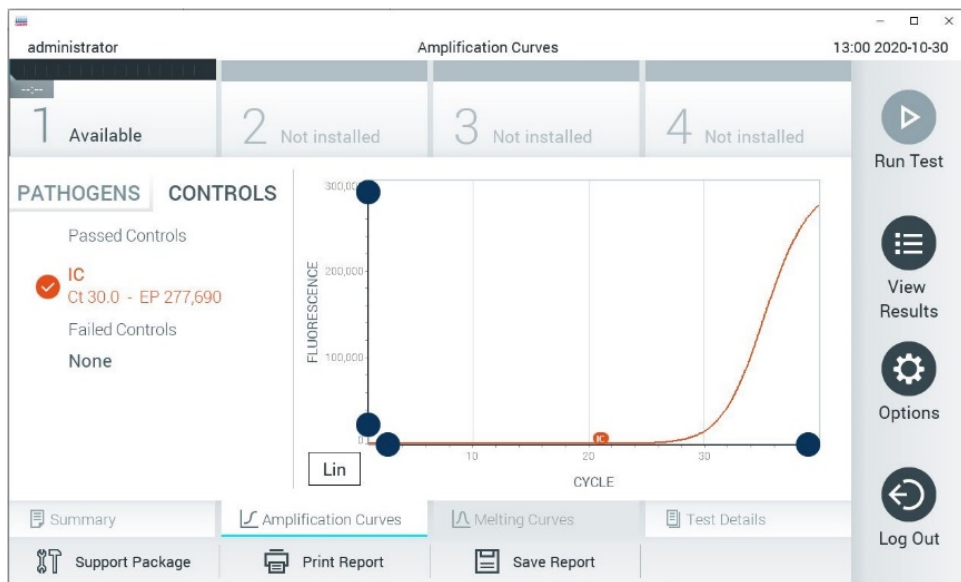 administrator
Amplification Curves
13:00 2020-10-30
--:--
1 Available
2 Not installed
3 Not installed
4 Not installed
Run Test
PATHOGENS
CONTROLS
Passed Controls
IC
Ct 30.0 - EP 277,690
Failed Controls
None
FLUORESCENCE
300,000
200,000
100,000
0
IC
10
20
30
CYCLE
Lin
View
Results
Options
Log Out
Summary
Amplification Curves
Melting Curves
Test Details
Support Package
Print Report
Save Report